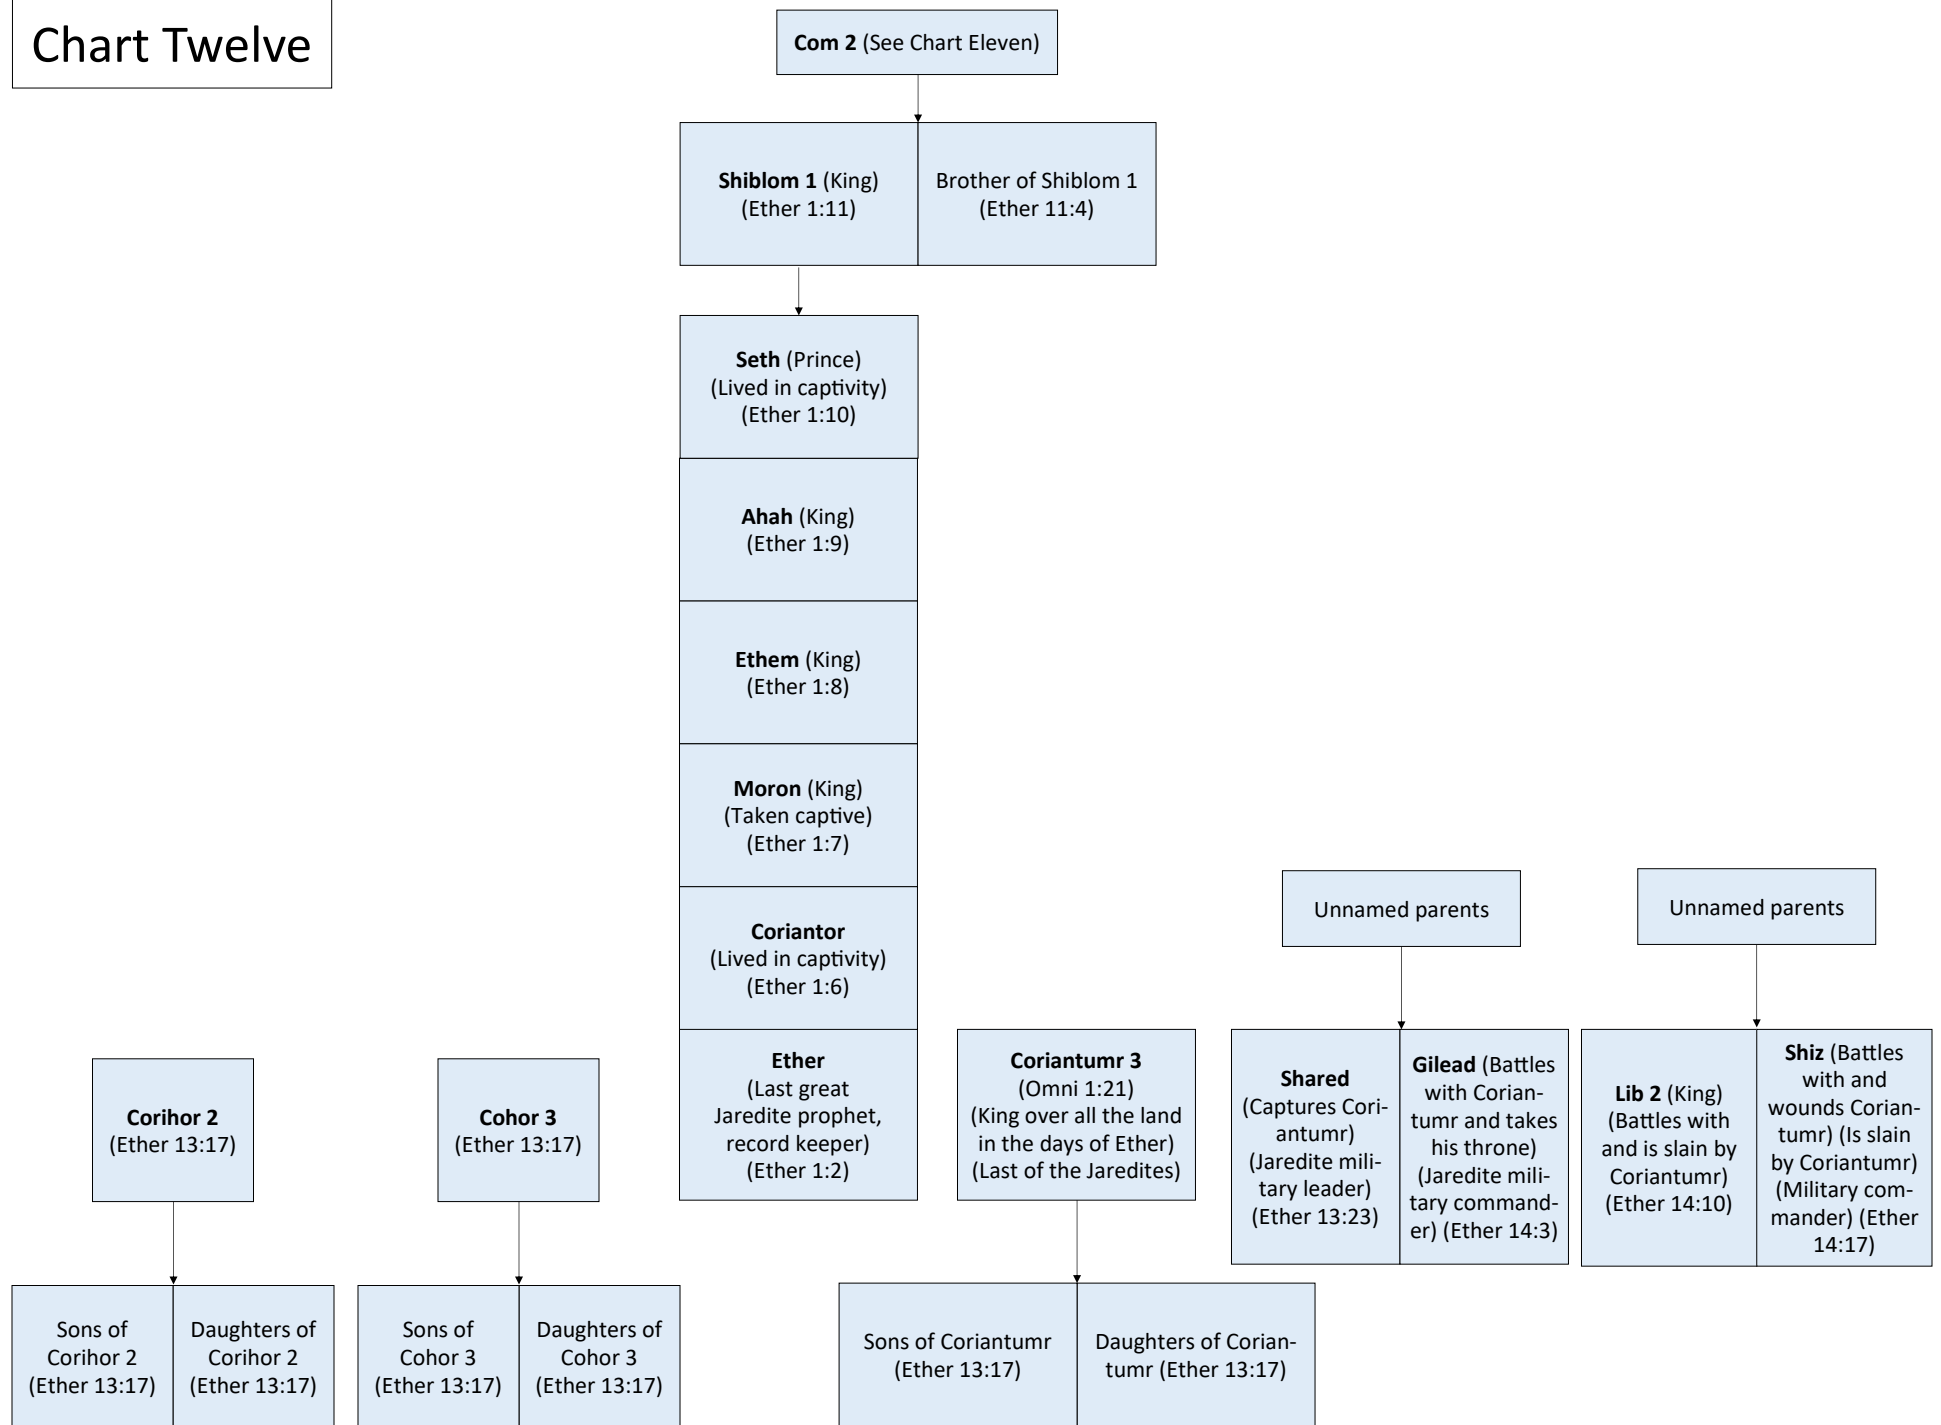 Chart Twelve
Com 2 (See Chart Eleven)
Shiblom 1 (King)
(Ether 1:11)
Brother of Shiblom 1
(Ether 11:4)
Seth (Prince)
(Lived in captivity)
(Ether 1:10)
Ahah (King)
(Ether 1:9)
Ethem (King)
(Ether 1:8)
Moron (King)
(Taken captive)
(Ether 1:7)
Coriantor
(Lived in captivity)
(Ether 1:6)
Unnamed parents
Unnamed parents
Corihor 2
(Ether 13:17)
Cohor 3
(Ether 13:17)
Ether
(Last great
Jaredite prophet,
record keeper)
(Ether 1:2)
Coriantumr 3
(Omni 1:21)
(King over all the land
in the days of Ether)
(Last of the Jaredites)
Shared
(Captures Cori-
antumr)
(Jaredite mili-
tary leader)
(Ether 13:23)
Gilead (Battles
with Corian-
tumr and takes
his throne)
(Jaredite mili-
tary command-
er) (Ether 14:3)
Lib 2 (King)
(Battles with
and is slain by
Coriantumr)
(Ether 14:10)
Shiz (Battles
with and
wounds Corian-
tumr) (Is slain
by Coriantumr)
(Military com-
mander) (Ether
14:17)
Sons of
Corihor 2
(Ether 13:17)
Daughters of
Corihor 2
(Ether 13:17)
Sons of
Cohor 3
(Ether 13:17)
Daughters of
Cohor 3
(Ether 13:17)
Sons of Coriantumr
(Ether 13:17)
Daughters of Corian-
tumr (Ether 13:17)